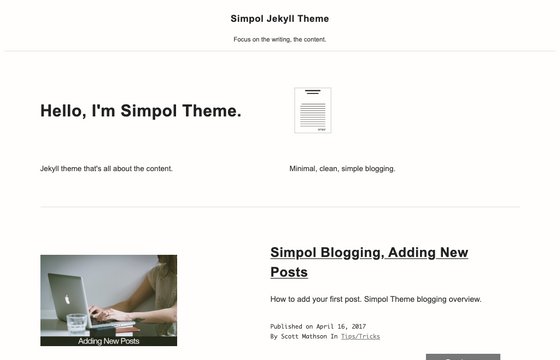 Simpol Jekyll Theme
Focus on the writing, the content.
Hello, I'm Simpol Theme.
Jekyll theme that's all about the content.
Minimal, clean, simple blogging.
Adding New Posts
Simpol Blogging, Adding New
Posts
How to add your first post. Simpol Theme blogging overview.
Published on April 16, 2017
By Scott Mathson In Tips/Tricks